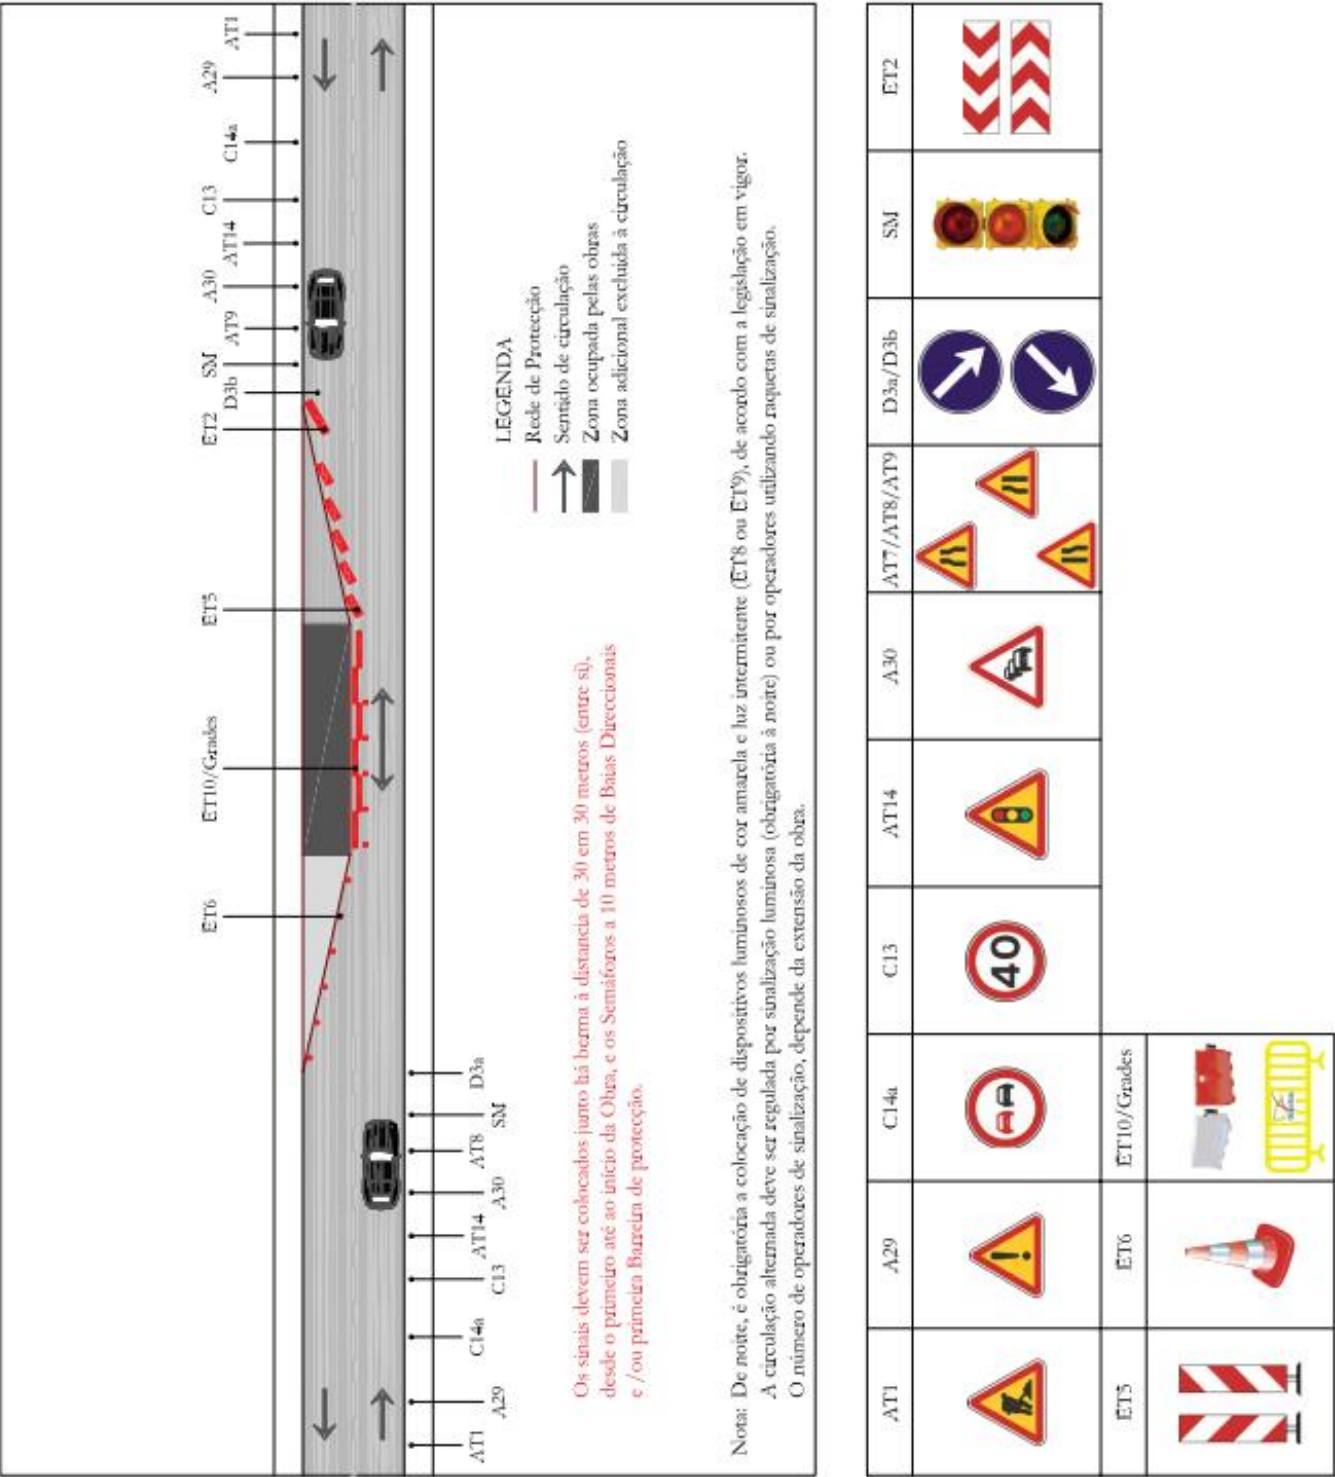 AT1
A29
C14a
C13
AT14
A30
AT9
SM
D3b
ET2
ET5
ET10/Grades
ET6
AT1
A29
C14a
C13
AT14
A30
AT8
SM
D3a
LEGENDA
Rede de Protecção
Sentido de circulação
Zona ocupada pelas obras
Zona adicional excluida à circulação
Os sinais devem ser colocados junto há berma à distancia de 30 em 30 metros (entre si),
desde o primeiro até ao início da Obra, e os Semáforos a 10 metros de Baias Direccionais
e /ou primeira Barreira de protecção.
Nota: De noite, é obrigatória a colocação de dispositivos luminosos de cor amarela e luz intermitente (ET8 ou ET9), de acordo com a legislação em vigor.
A circulação alternada deve ser regulada por sinalização luminosa (obrigatória à noite) ou por operadores utilizando raquetas de sinalização.
O número de operadores de sinalização, depende da extensão da obra.
AT1 A29 C14a C13 AT14 A30 AT7/AT8/AT9 D3a/D3b SM ET2
40
ET5 ET6 ET10/Grades